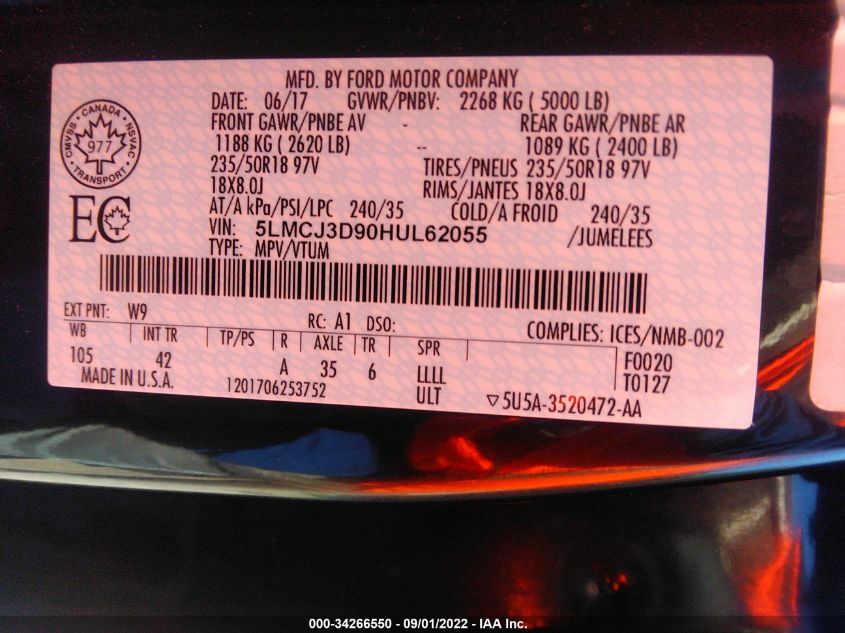 MFD. BY FORD MOTOR COMPANY
DATE: 06/17 GVWR/PNBV: 2268 KG ( 5000 LB)
FRONT GAWR/PNBE AV - REAR GAWR/PNBE AR
1188 KG ( 2620 LB) -- 1089 KG ( 2400 LB)
235/50R18 97V TIRES/PNEUS 235/50R18 97V
18X8.0J RIMS/JANTES 18X8.0J
AT/A kPa/PSI/LPC 240/35 COLD/A FROID 240/35
VIN: 5LMCJ3D90HUL62055 /JUMELEES
TYPE: MPV/VTUM
CMVSS · CANADA · NSVAC
977
· TRANSPORT ·
EC
EXT PNT: W9 RC: A1 DSO: COMPLIES: ICES/NMB-002
WB INT TR TP/PS R AXLE TR SPR F0020
105 42 A 35 6 LLLL T0127
MADE IN U.S.A. 1201706253752 ULT ▽5U5A-3520472-AA
000-34266550 - 09/01/2022 - IAA Inc.